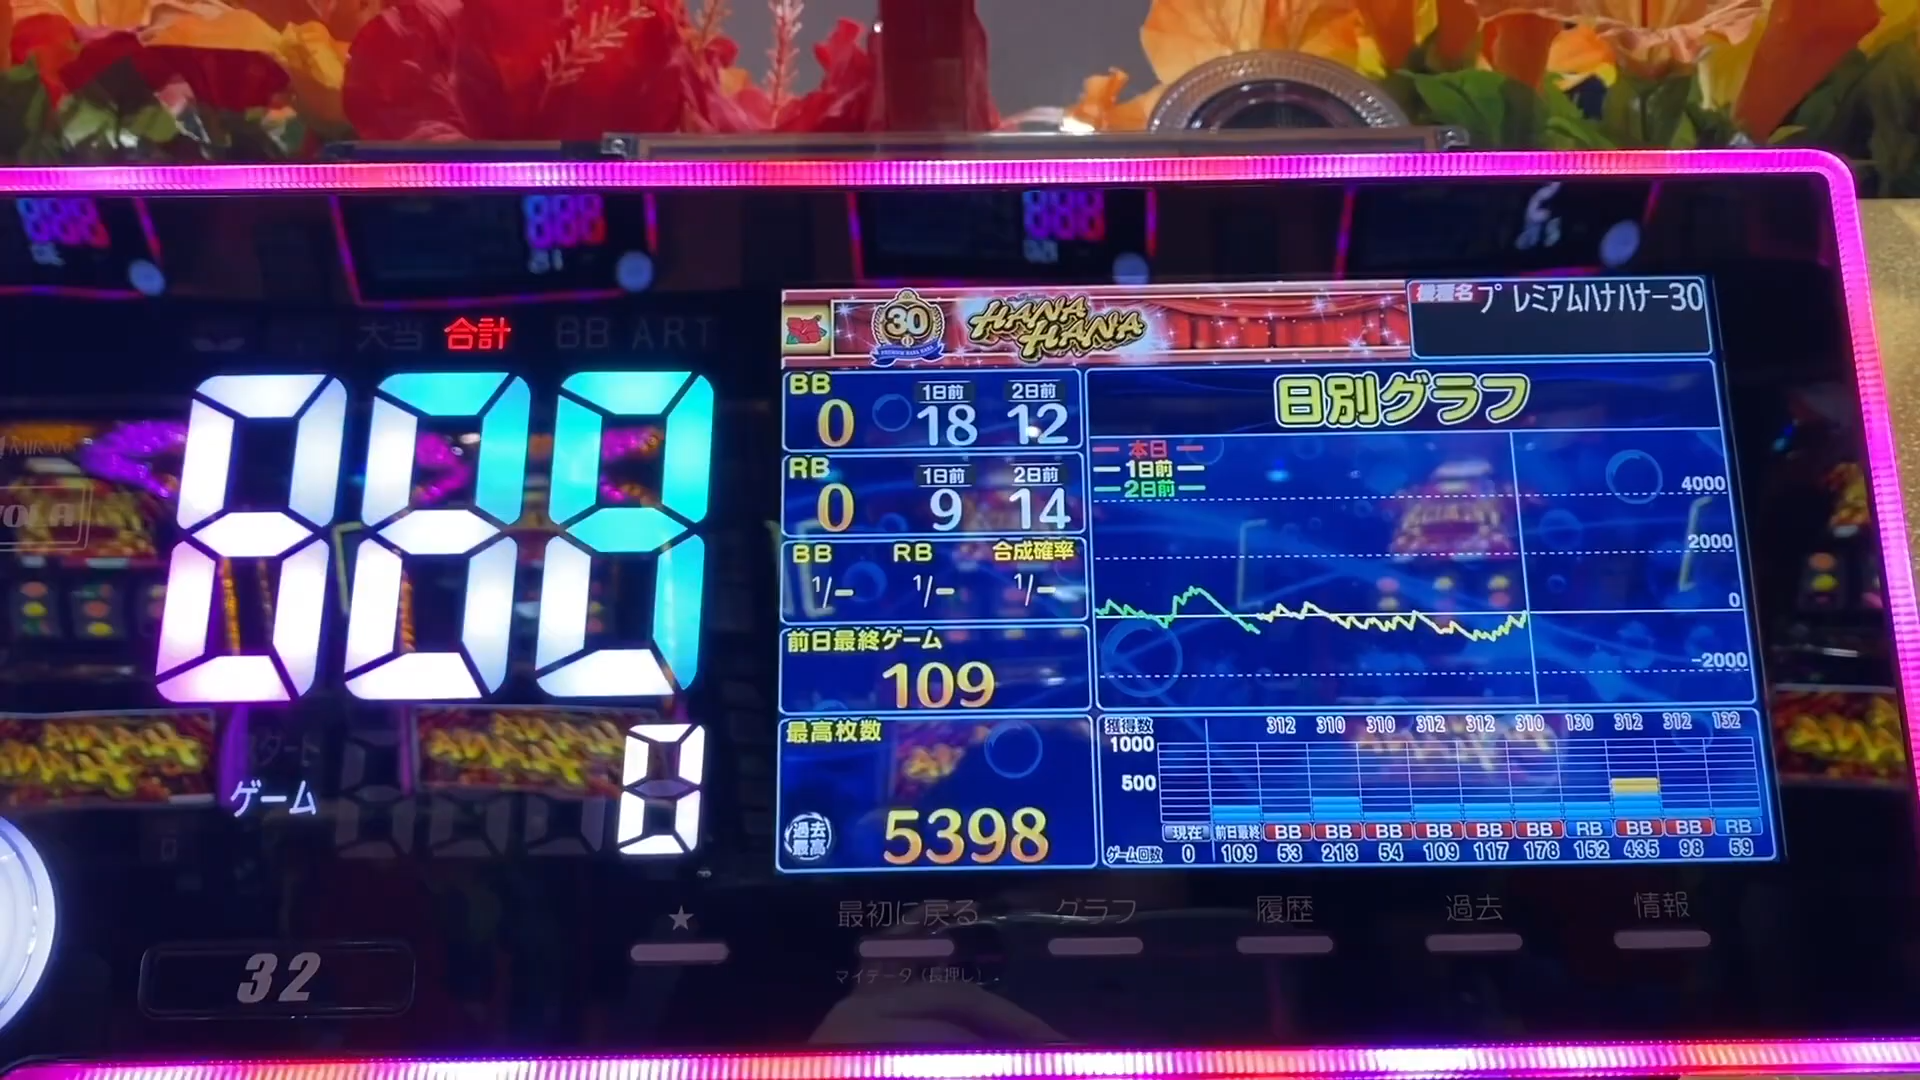 大当 合計 BB ART
ゲーム
8
32
30
HANA
HANA
機種名
プレミアムハナハナー30
BB 0 1日前 18 2日前 12
RB 0 1日前 9 2日前 14
BB RB 合成確率
1/- 1/- 1/-
前日最終ゲーム
109
最高枚数
過去
最高
5398
日別グラフ
本日
1日前
2日前
4000
2000
0
-2000
獲得数 312 310 310 312 312 310 130 312 312 132
1000
500
現在 前日最終 BB BB BB BB BB BB RB BB BB RB
ゲーム回数 0 109 53 213 54 109 117 178 152 435 98 59
★ 最初に戻る グラフ 履歴 過去 情報
マイデータ(長押し)